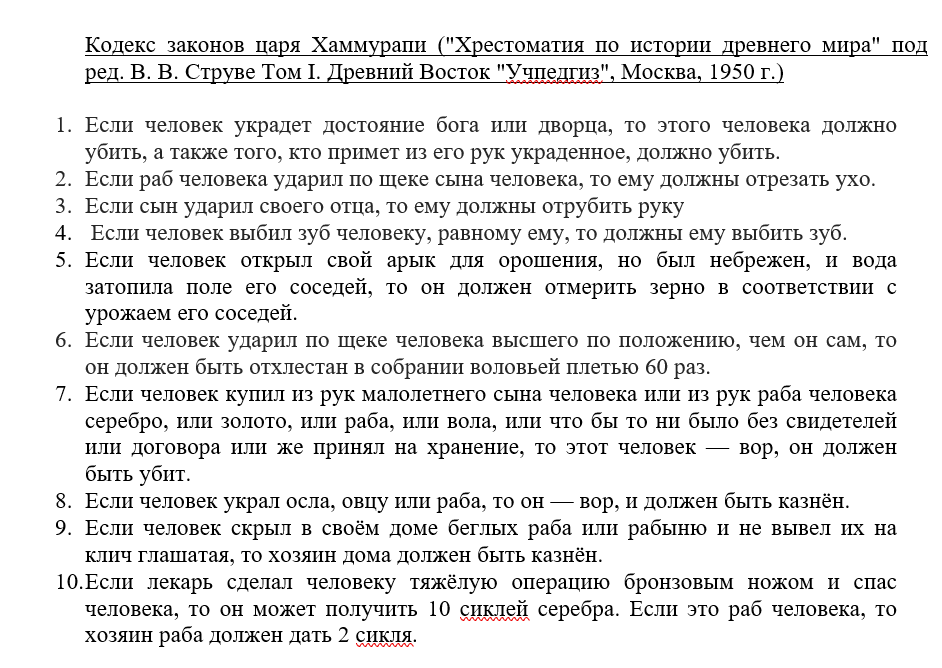 Кодекс законов царя Хаммурапи ("Хрестоматия по истории древнего мира" под
ред. В. В. Струве Том I. Древний Восток "Учпедгиз", Москва, 1950 г.)
1. Если человек украдет достояние бога или дворца, то этого человека должно
убить, а также того, кто примет из его рук украденное, должно убить.
2. Если раб человека ударил по щеке сына человека, то ему должны отрезать ухо.
3. Если сын ударил своего отца, то ему должны отрубить руку
4. Если человек выбил зуб человеку, равному ему, то должны ему выбить зуб.
5. Если человек открыл свой арык для орошения, но был небрежен, и вода
затопила поле его соседей, то он должен отмерить зерно в соответствии с
урожаем его соседей.
6. Если человек ударил по щеке человека высшего по положению, чем он сам, то
он должен быть отхлестан в собрании воловьей плетью 60 раз.
7. Если человек купил из рук малолетнего сына человека или из рук раба человека
серебро, или золото, или раба, или вола, или что бы то ни было без свидетелей
или договора или же принял на хранение, то этот человек — вор, он должен
быть убит.
8. Если человек украл осла, овцу или раба, то он — вор, и должен быть казнён.
9. Если человек скрыл в своём доме беглых раба или рабыню и не вывел их на
клич глашатая, то хозяин дома должен быть казнён.
10.Если лекарь сделал человеку тяжёлую операцию бронзовым ножом и спас
человека, то он может получить 10 сиклей серебра. Если это раб человека, то
хозяин раба должен дать 2 сикля.